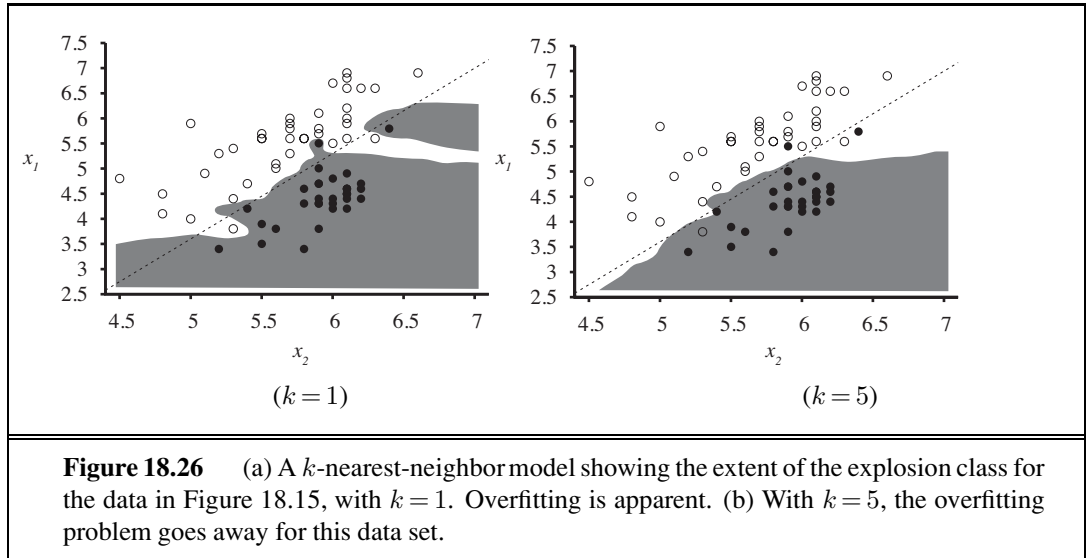 7.5
7
6.5
6
5.5
5
4.5
4
3.5
3
2.5
x1
4.5 5 5.5 6 6.5 7
x2
(k = 1)
7.5
7
6.5
6
5.5
5
4.5
4
3.5
3
2.5
x1
4.5 5 5.5 6 6.5 7
x2
(k = 5)
Figure 18.26 (a) A k-nearest-neighbor model showing the extent of the explosion class for
the data in Figure 18.15, with k = 1. Overfitting is apparent. (b) With k = 5, the overfitting
problem goes away for this data set.